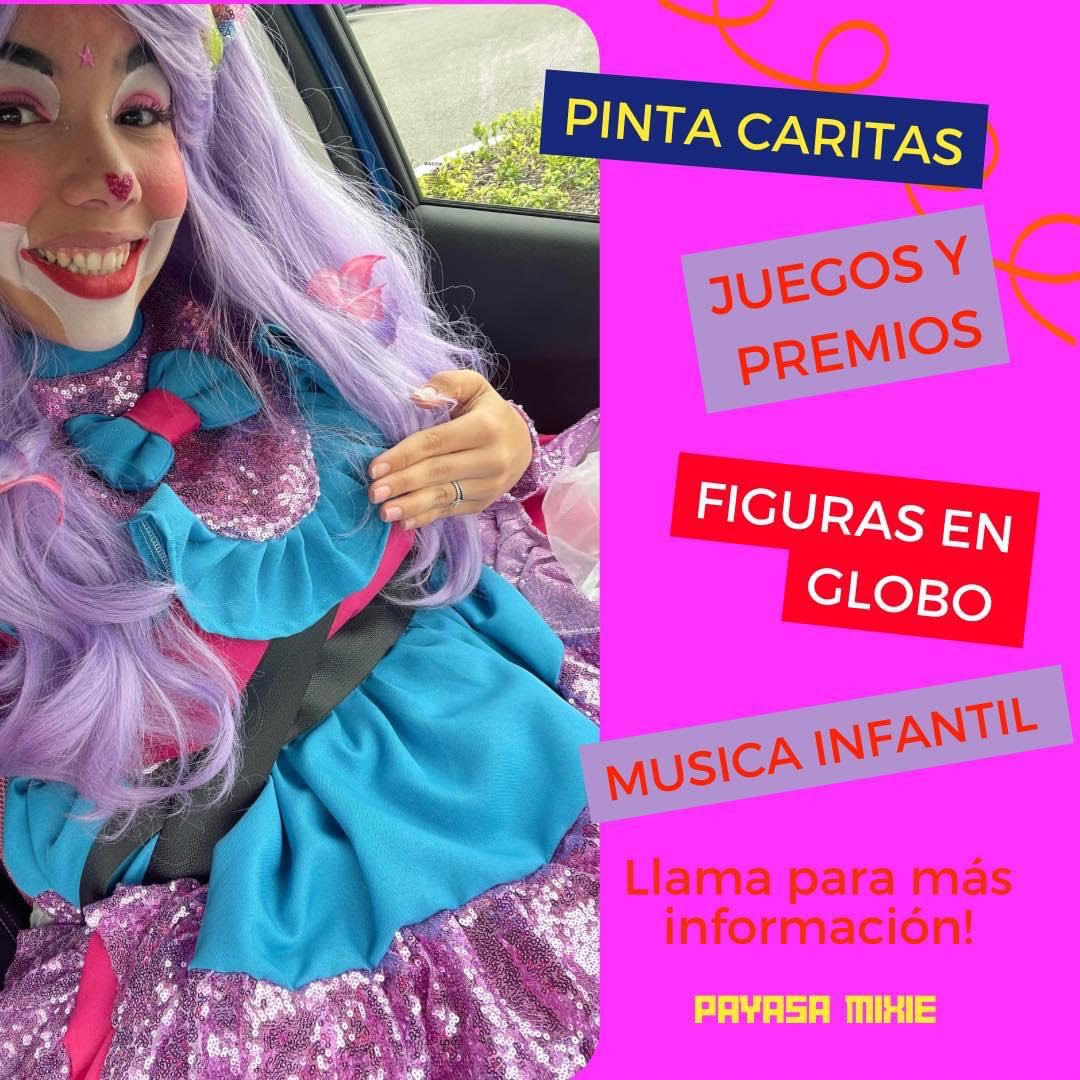 PINTA CARITAS
JUEGOS Y
PREMIOS
FIGURAS EN
GLOBO
MUSICA INFANTIL
Llama para más
información!
PAYASA MIXIE